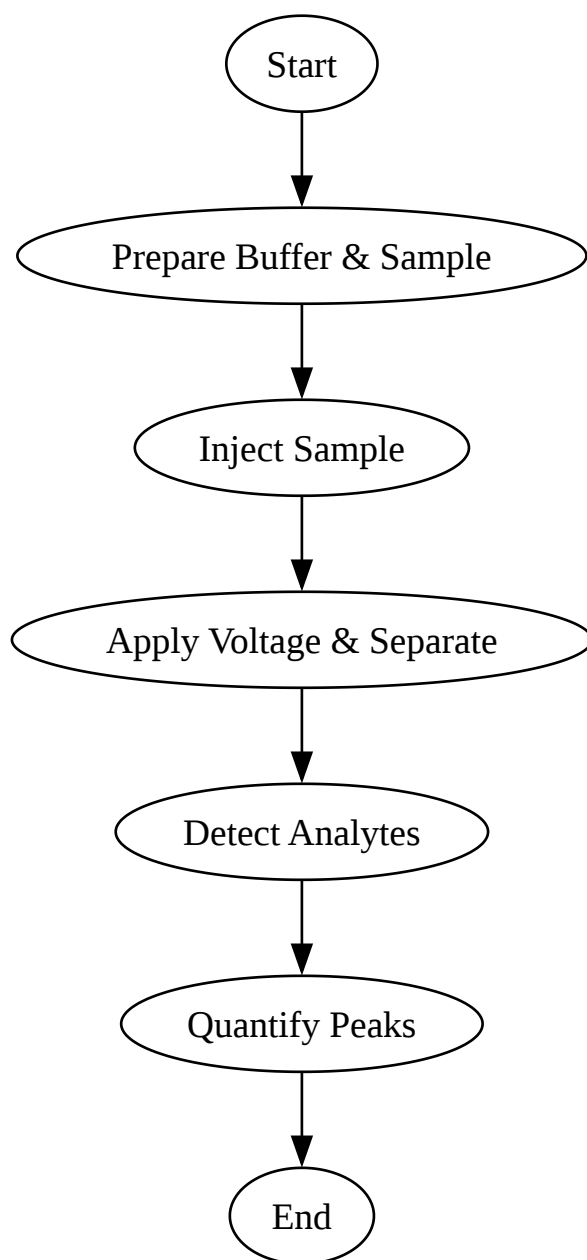 Start
Prepare Buffer & Sample
Inject Sample
Apply Voltage & Separate
Detect Analytes
Quantify Peaks
End